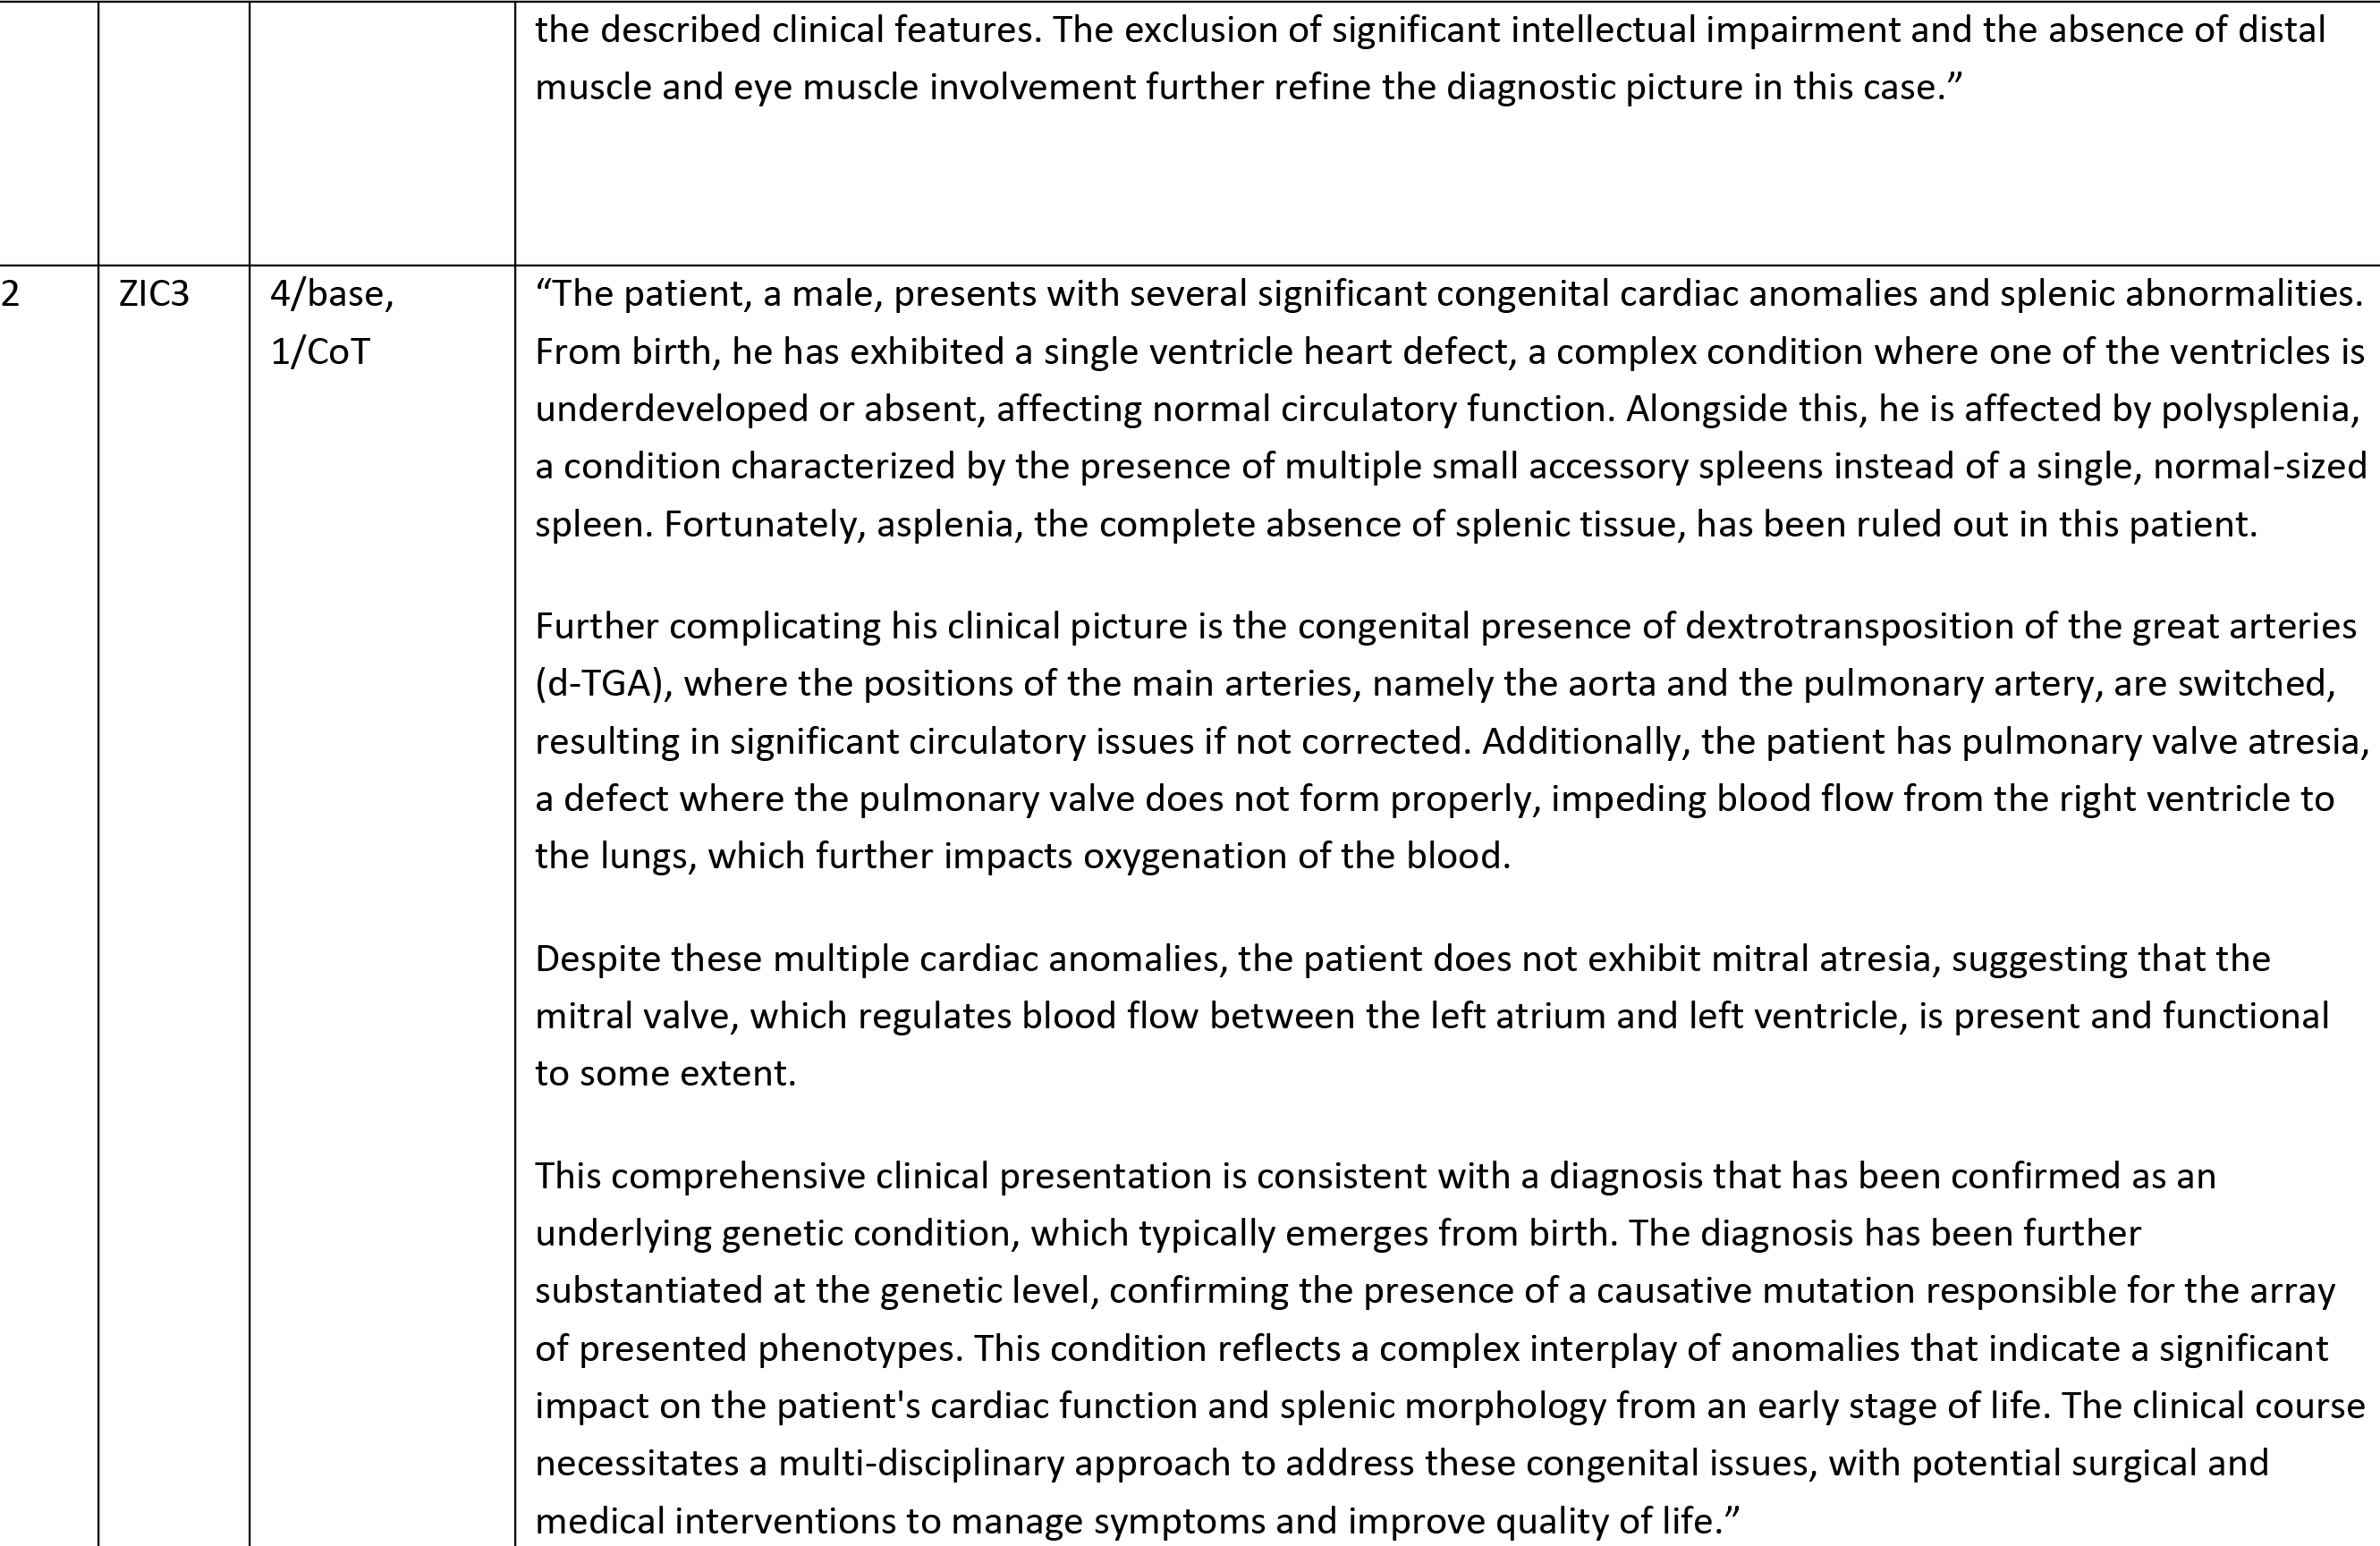 the described clinical features. The exclusion of significant intellectual impairment and the absence of distal
muscle and eye muscle involvement further refine the diagnostic picture in this case.”
2
ZIC3
4/base,
1/CoT
“The patient, a male, presents with several significant congenital cardiac anomalies and splenic abnormalities.
From birth, he has exhibited a single ventricle heart defect, a complex condition where one of the ventricles is
underdeveloped or absent, affecting normal circulatory function. Alongside this, he is affected by polysplenia,
a condition characterized by the presence of multiple small accessory spleens instead of a single, normal-sized
spleen. Fortunately, asplenia, the complete absence of splenic tissue, has been ruled out in this patient.
Further complicating his clinical picture is the congenital presence of dextrotransposition of the great arteries
(d-TGA), where the positions of the main arteries, namely the aorta and the pulmonary artery, are switched,
resulting in significant circulatory issues if not corrected. Additionally, the patient has pulmonary valve atresia,
a defect where the pulmonary valve does not form properly, impeding blood flow from the right ventricle to
the lungs, which further impacts oxygenation of the blood.
Despite these multiple cardiac anomalies, the patient does not exhibit mitral atresia, suggesting that the
mitral valve, which regulates blood flow between the left atrium and left ventricle, is present and functional
to some extent.
This comprehensive clinical presentation is consistent with a diagnosis that has been confirmed as an
underlying genetic condition, which typically emerges from birth. The diagnosis has been further
substantiated at the genetic level, confirming the presence of a causative mutation responsible for the array
of presented phenotypes. This condition reflects a complex interplay of anomalies that indicate a significant
impact on the patient's cardiac function and splenic morphology from an early stage of life. The clinical course
necessitates a multi-disciplinary approach to address these congenital issues, with potential surgical and
medical interventions to manage symptoms and improve quality of life.”